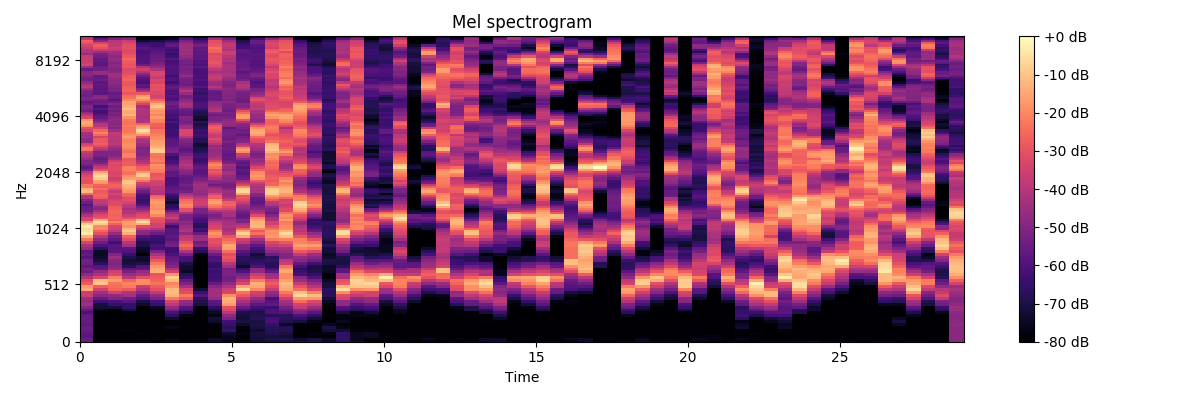 Mel spectrogram
8192
4096
2048
1024
512
0
Hz
0 5 10 15 20 25
Time
+0 dB
-10 dB
-20 dB
-30 dB
-40 dB
-50 dB
-60 dB
-70 dB
-80 dB